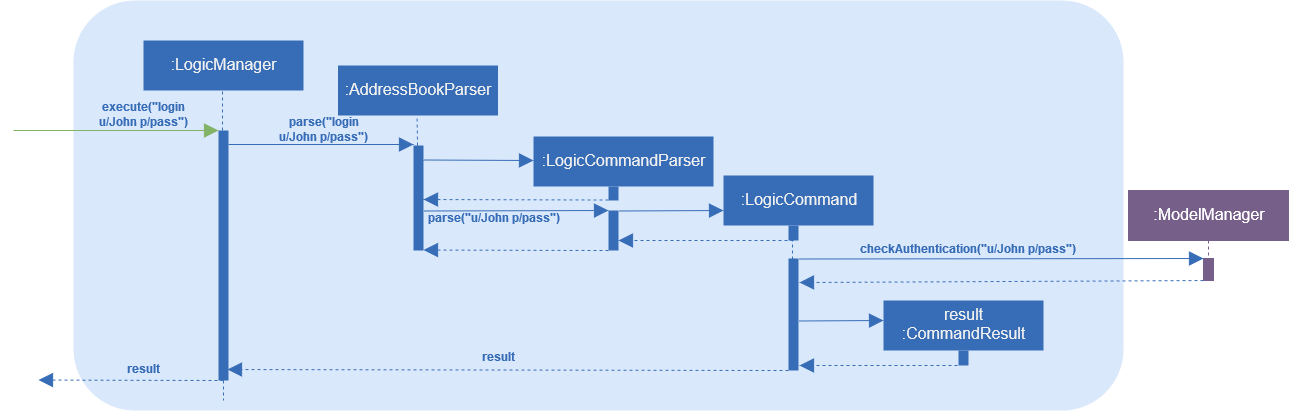 :LogicManager
:AddressBookParser
execute("login
u/John p/pass")
parse("login
u/John p/pass")
:LogicCommandParser
:LogicCommand
parse("u/John p/pass")
:ModelManager
checkAuthentication("u/John p/pass")
result
:CommandResult
result
result